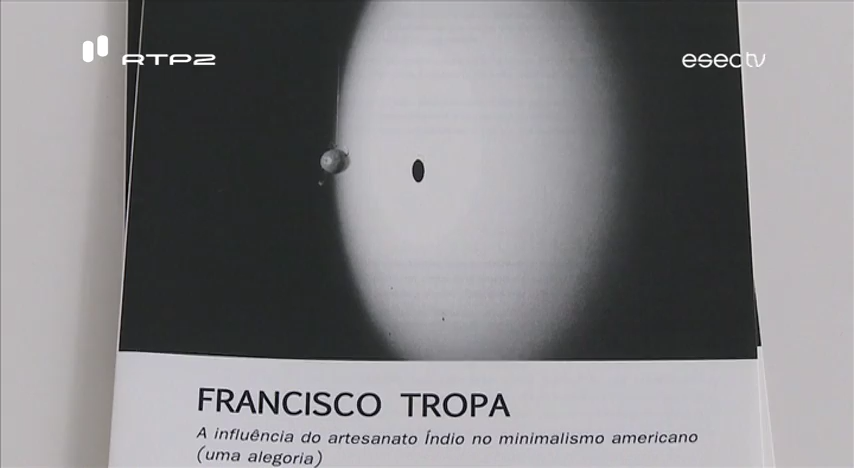 RTP2
esectv
FRANCISCO TROPA
A influência do artesanato Índio no minimalismo americano
(uma alegoria)